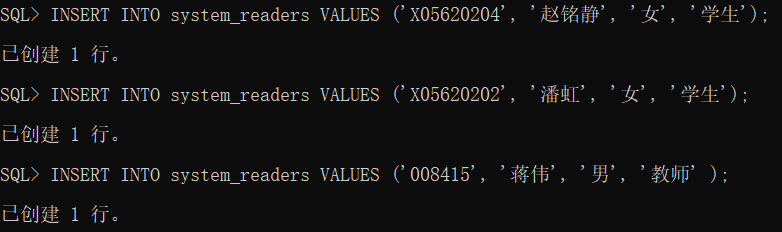 SQL> INSERT INTO system_readers VALUES ('X05620204', '赵铭静', '女', '学生');
已创建 1 行。
SQL> INSERT INTO system_readers VALUES ('X05620202', '潘虹', '女', '学生');
已创建 1 行。
SQL> INSERT INTO system_readers VALUES ('008415', '蒋伟', '男', '教师' );
已创建 1 行。